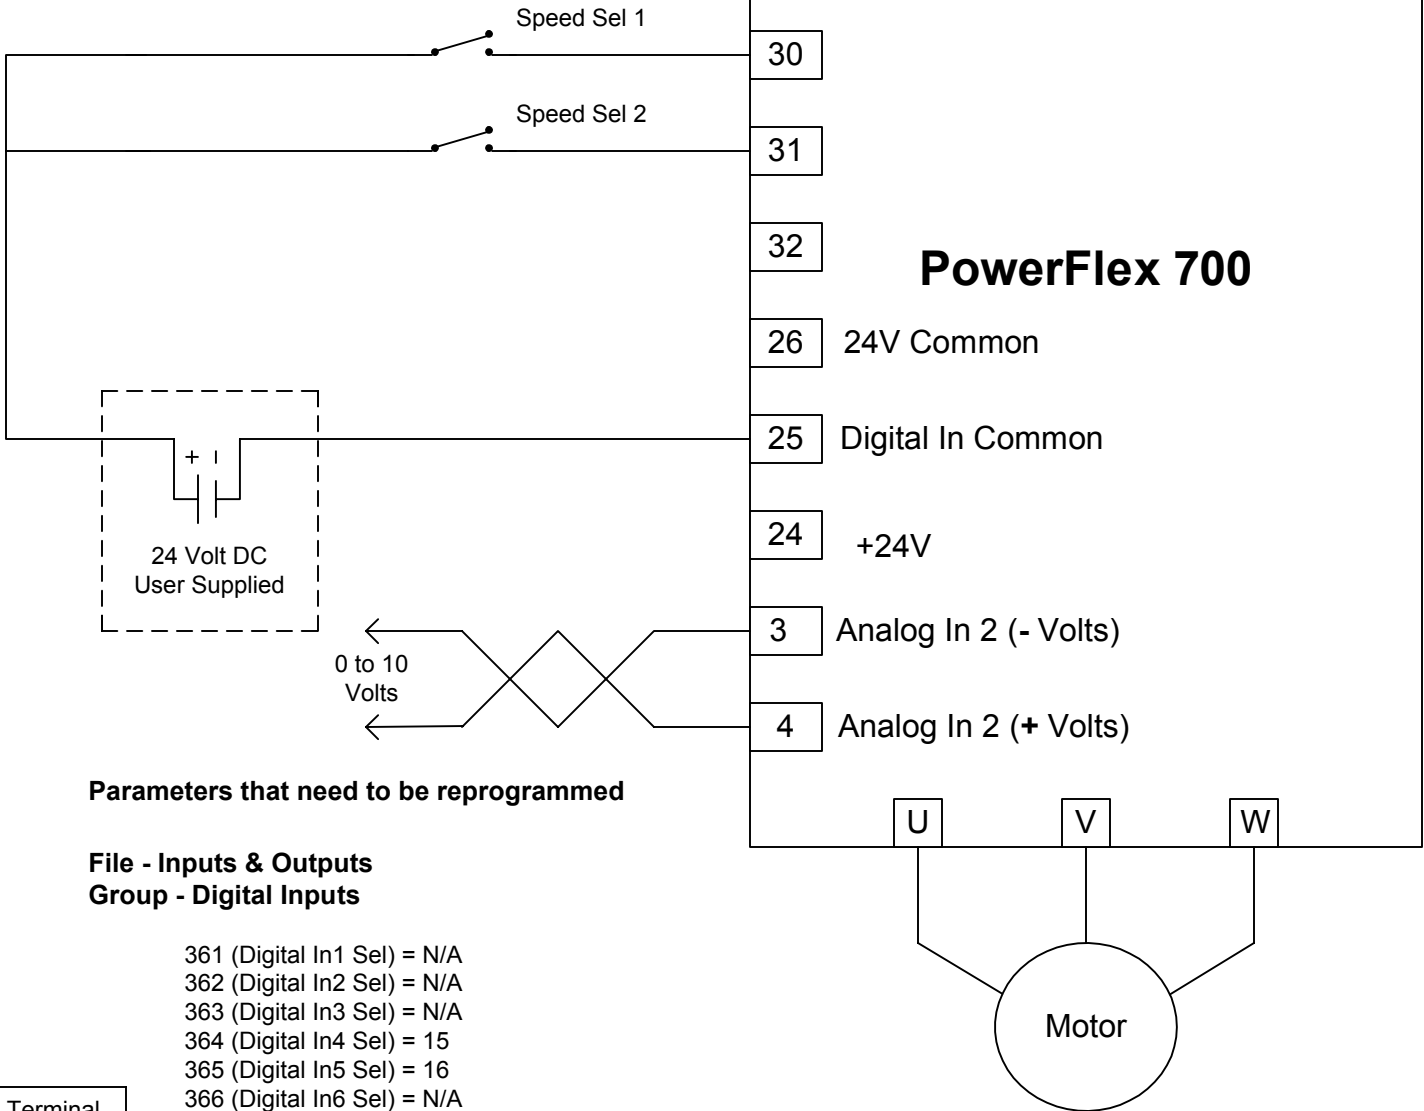 Speed Sel 1
30
Speed Sel 2
31
32
PowerFlex 700
26 24V Common
25 Digital In Common
+ -
24 Volt DC
User Supplied
24 +24V
3 Analog In 2 (- Volts)
0 to 10
Volts
4 Analog In 2 (+ Volts)
Parameters that need to be reprogrammed
U V W
File - Inputs & Outputs
Group - Digital Inputs
361 (Digital In1 Sel) = N/A
362 (Digital In2 Sel) = N/A
363 (Digital In3 Sel) = N/A
364 (Digital In4 Sel) = 15
365 (Digital In5 Sel) = 16
366 (Digital In6 Sel) = N/A
Motor
Terminal